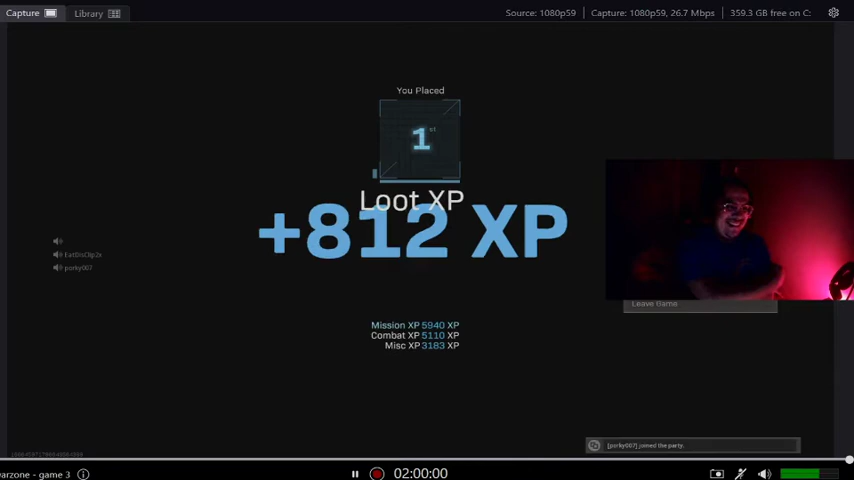 Capture
Library
Source: 1080p59
Capture: 1080p59, 26.7 Mbps
359.3 GB free on C:
You Placed
1st
Loot XP
+812 XP
EatDisClip2x
porky007
Leave Game
Mission XP 5940 XP
Combat XP 5110 XP
Misc XP 3183 XP
[porky007] joined the party.
arzone - game 3
02:00:00